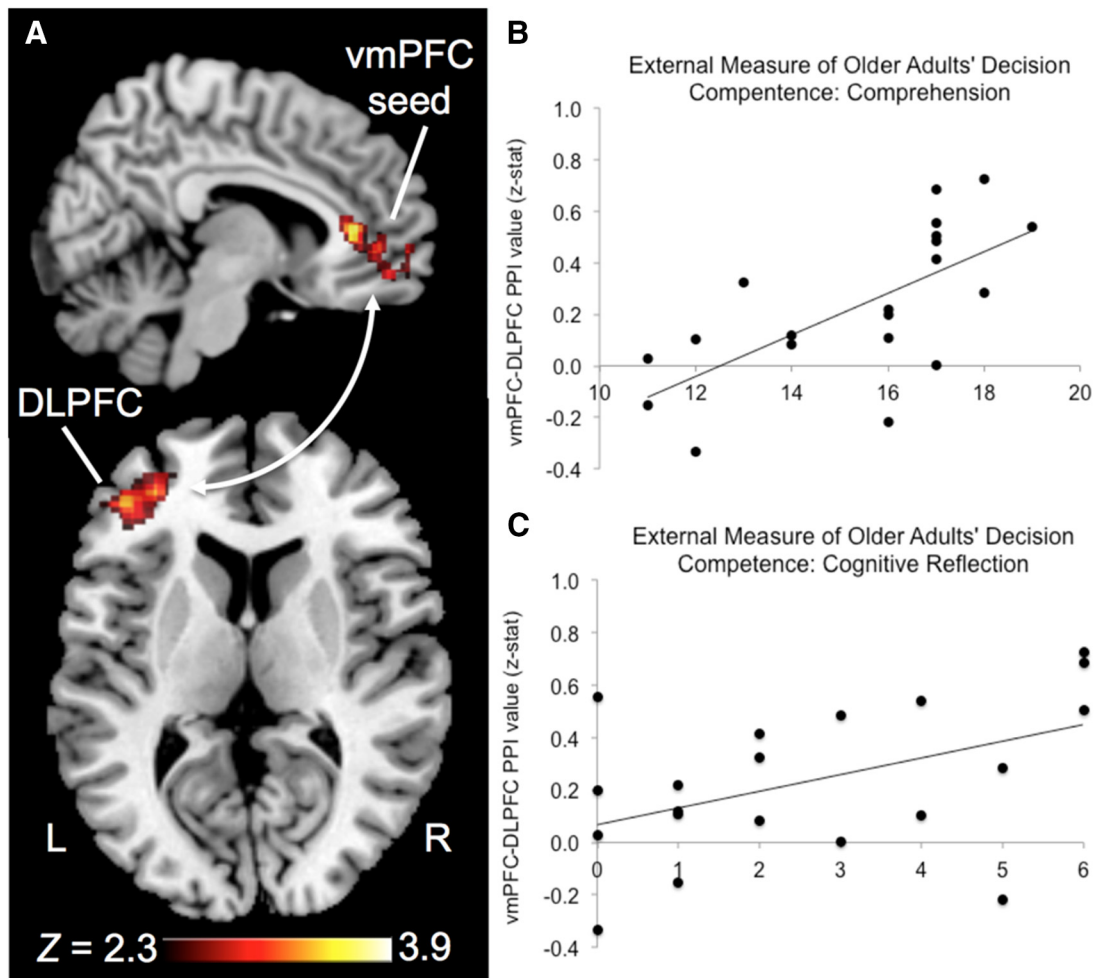 A
vmPFC
seed
DLPFC
L
R
Z = 2.3
3.9
B
External Measure of Older Adults' Decision
Compentence: Comprehension
vmPFC-DLPFC PPI value (z-stat)
1.0
0.8
0.6
0.4
0.2
0.0
-0.2
-0.4
10
12
14
16
18
20
C
External Measure of Older Adults' Decision
Competence: Cognitive Reflection
vmPFC-DLPFC PPI value (z-stat)
1.0
0.8
0.6
0.4
0.2
0.0
-0.2
-0.4
0
1
2
3
4
5
6